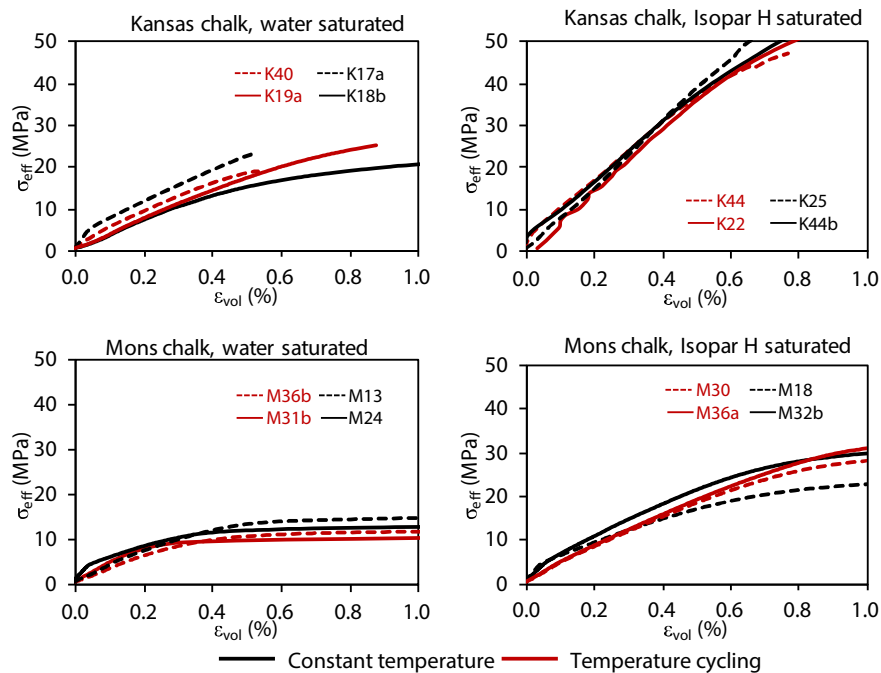 Kansas chalk, water saturated
50
40
30
20
10
0
σeff (MPa)
K40
K17a
K19a
K18b
0.0 0.2 0.4 0.6 0.8 1.0
εvol (%)
Kansas chalk, Isopar H saturated
50
40
30
20
10
0
σeff (MPa)
K44
K25
K22
K44b
0.0 0.2 0.4 0.6 0.8 1.0
εvol (%)
Mons chalk, water saturated
50
40
30
20
10
0
σeff (MPa)
M36b
M13
M31b
M24
0.0 0.2 0.4 0.6 0.8 1.0
εvol (%)
Mons chalk, Isopar H saturated
50
40
30
20
10
0
σeff (MPa)
M30
M18
M36a
M32b
0.0 0.2 0.4 0.6 0.8 1.0
εvol (%)
Constant temperature
Temperature cycling